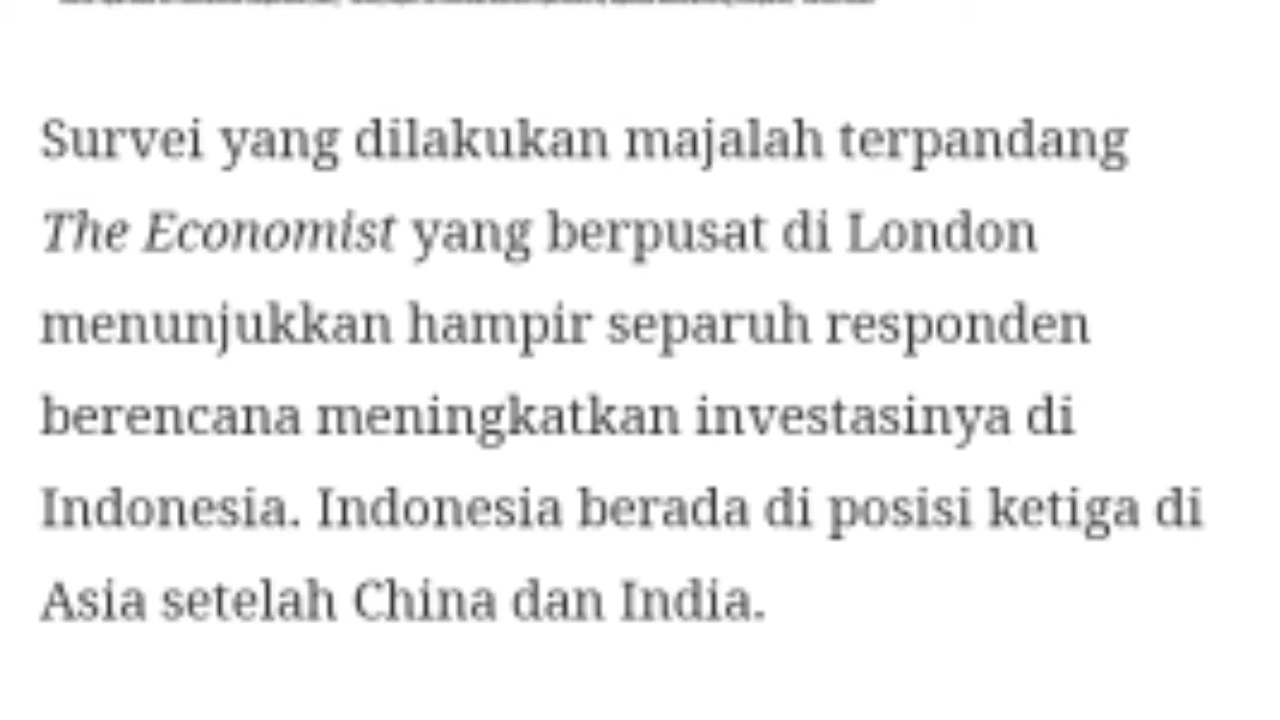 Survei yang dilakukan majalah terpandang
The Economist yang berpusat di London
menunjukkan hampir separuh responden
berencana meningkatkan investasinya di
Indonesia. Indonesia berada di posisi ketiga di
Asia setelah China dan India.